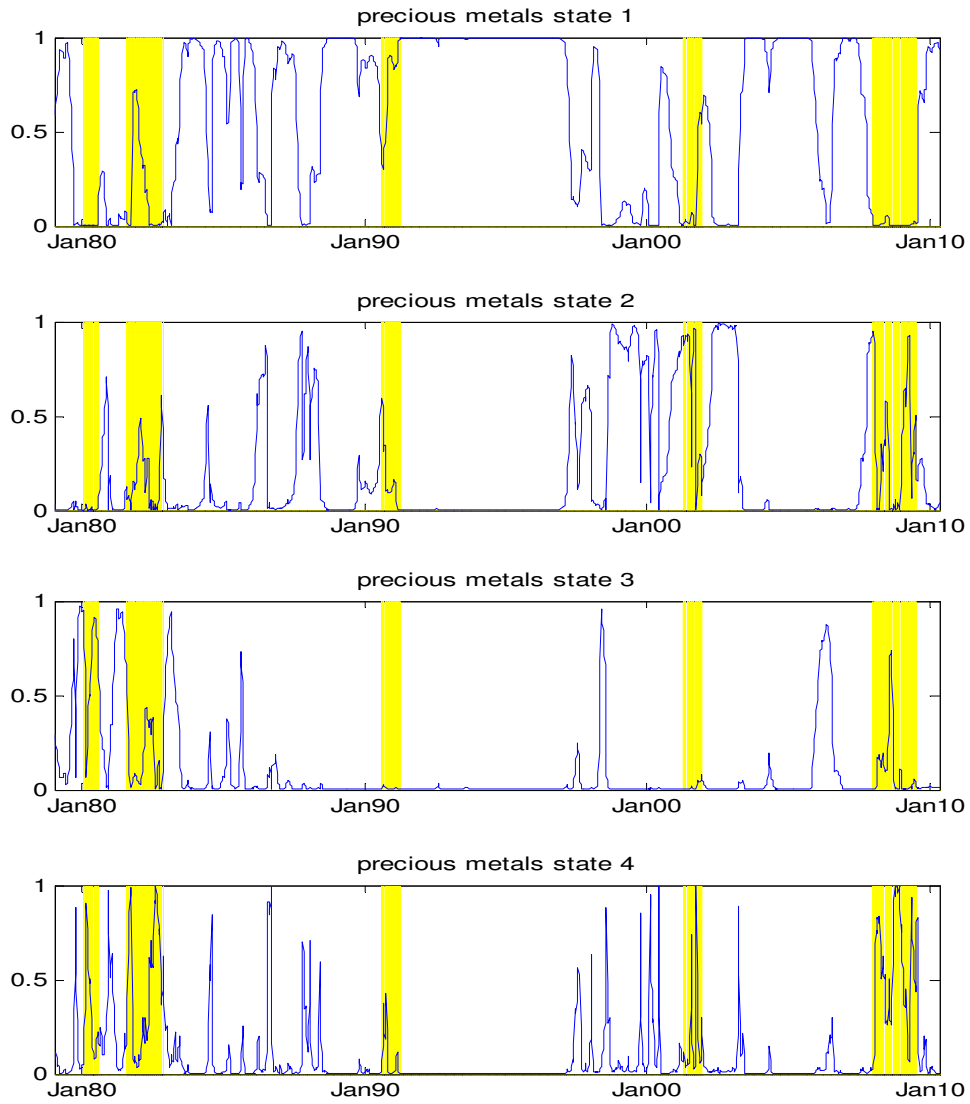 precious metals state 1
1
0.5
0
Jan80 Jan90 Jan00 Jan10
precious metals state 2
1
0.5
0
Jan80 Jan90 Jan00 Jan10
precious metals state 3
1
0.5
0
Jan80 Jan90 Jan00 Jan10
precious metals state 4
1
0.5
0
Jan80 Jan90 Jan00 Jan10